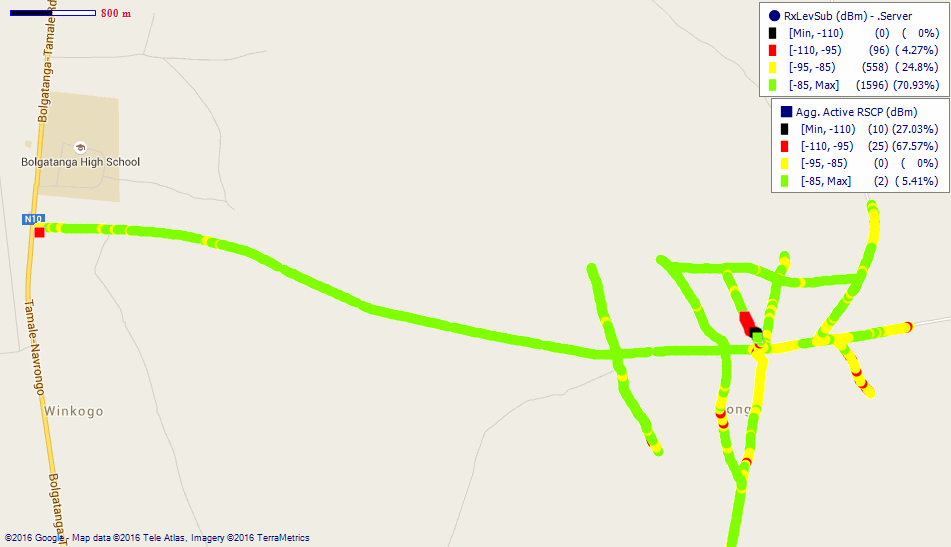 800 m
RxLevSub (dBm) - .Server
[Min, -110) (0) ( 0%)
[-110, -95) (96) ( 4.27%)
[-95, -85) (558) ( 24.8%)
[-85, Max] (1596) (70.93%)
Agg. Active RSCP (dBm)
[Min, -110) (10) (27.03%)
[-110, -95) (25) (67.57%)
[-95, -85) (0) ( 0%)
[-85, Max] (2) ( 5.41%)
Bolgatanga-Tamale Rd
Bolgatanga High School
N10
Tamale-Navrongo
Winkogo
ong
Bolgatanga-T
©2016 Google - Map data ©2016 Tele Atlas, Imagery ©2016 TerraMetrics